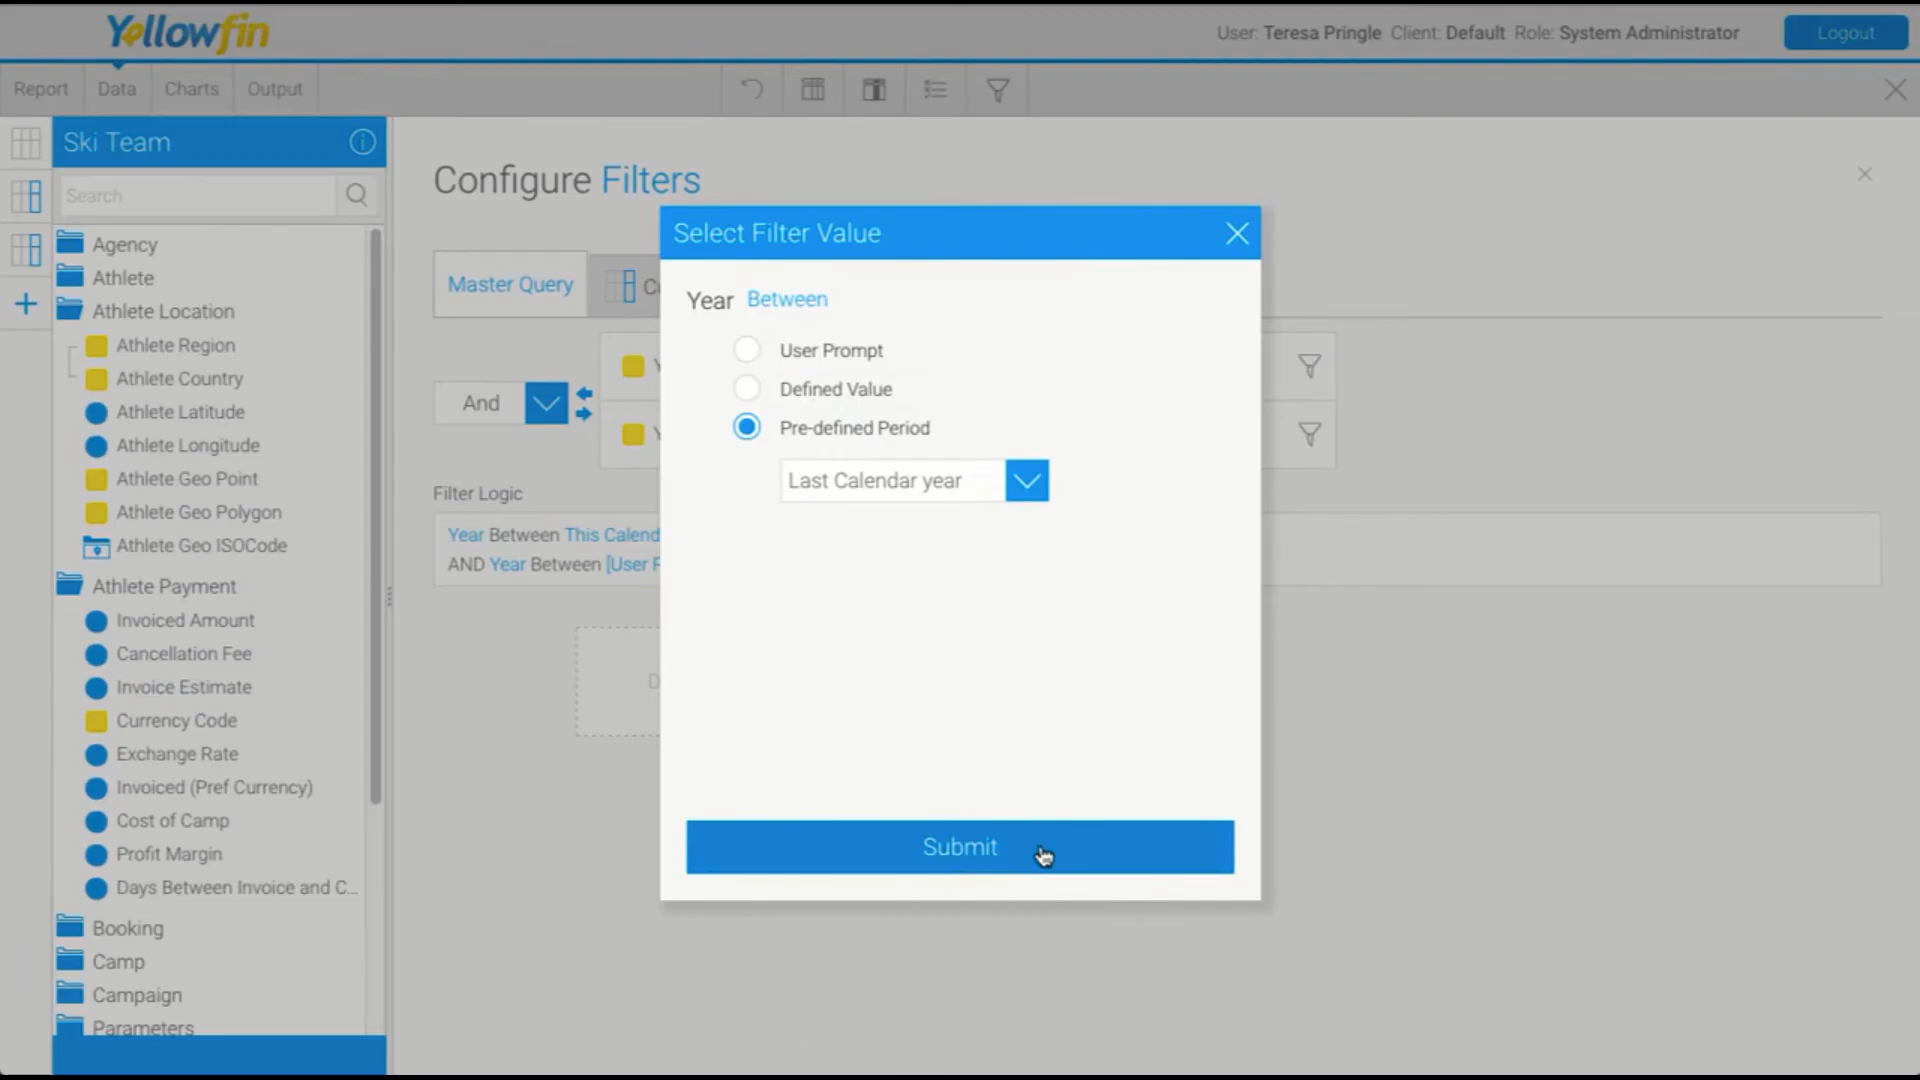 Yellowfin
User: Teresa Pringle Client: Default Role: System Administrator
Logout
Report Data Charts Output
Ski Team
Search
Agency
Athlete
Athlete Location
Athlete Region
Athlete Country
Athlete Latitude
Athlete Longitude
Athlete Geo Point
Athlete Geo Polygon
Athlete Geo ISOCode
Athlete Payment
Invoiced Amount
Cancellation Fee
Invoice Estimate
Currency Code
Exchange Rate
Invoiced (Pref Currency)
Cost of Camp
Profit Margin
Days Between Invoice and C...
Booking
Camp
Campaign
Parameters
Configure Filters
Master Query
And
Filter Logic
Year Between This Calend
AND Year Between [User
Select Filter Value
Year Between
User Prompt
Defined Value
Pre-defined Period
Last Calendar year
Submit